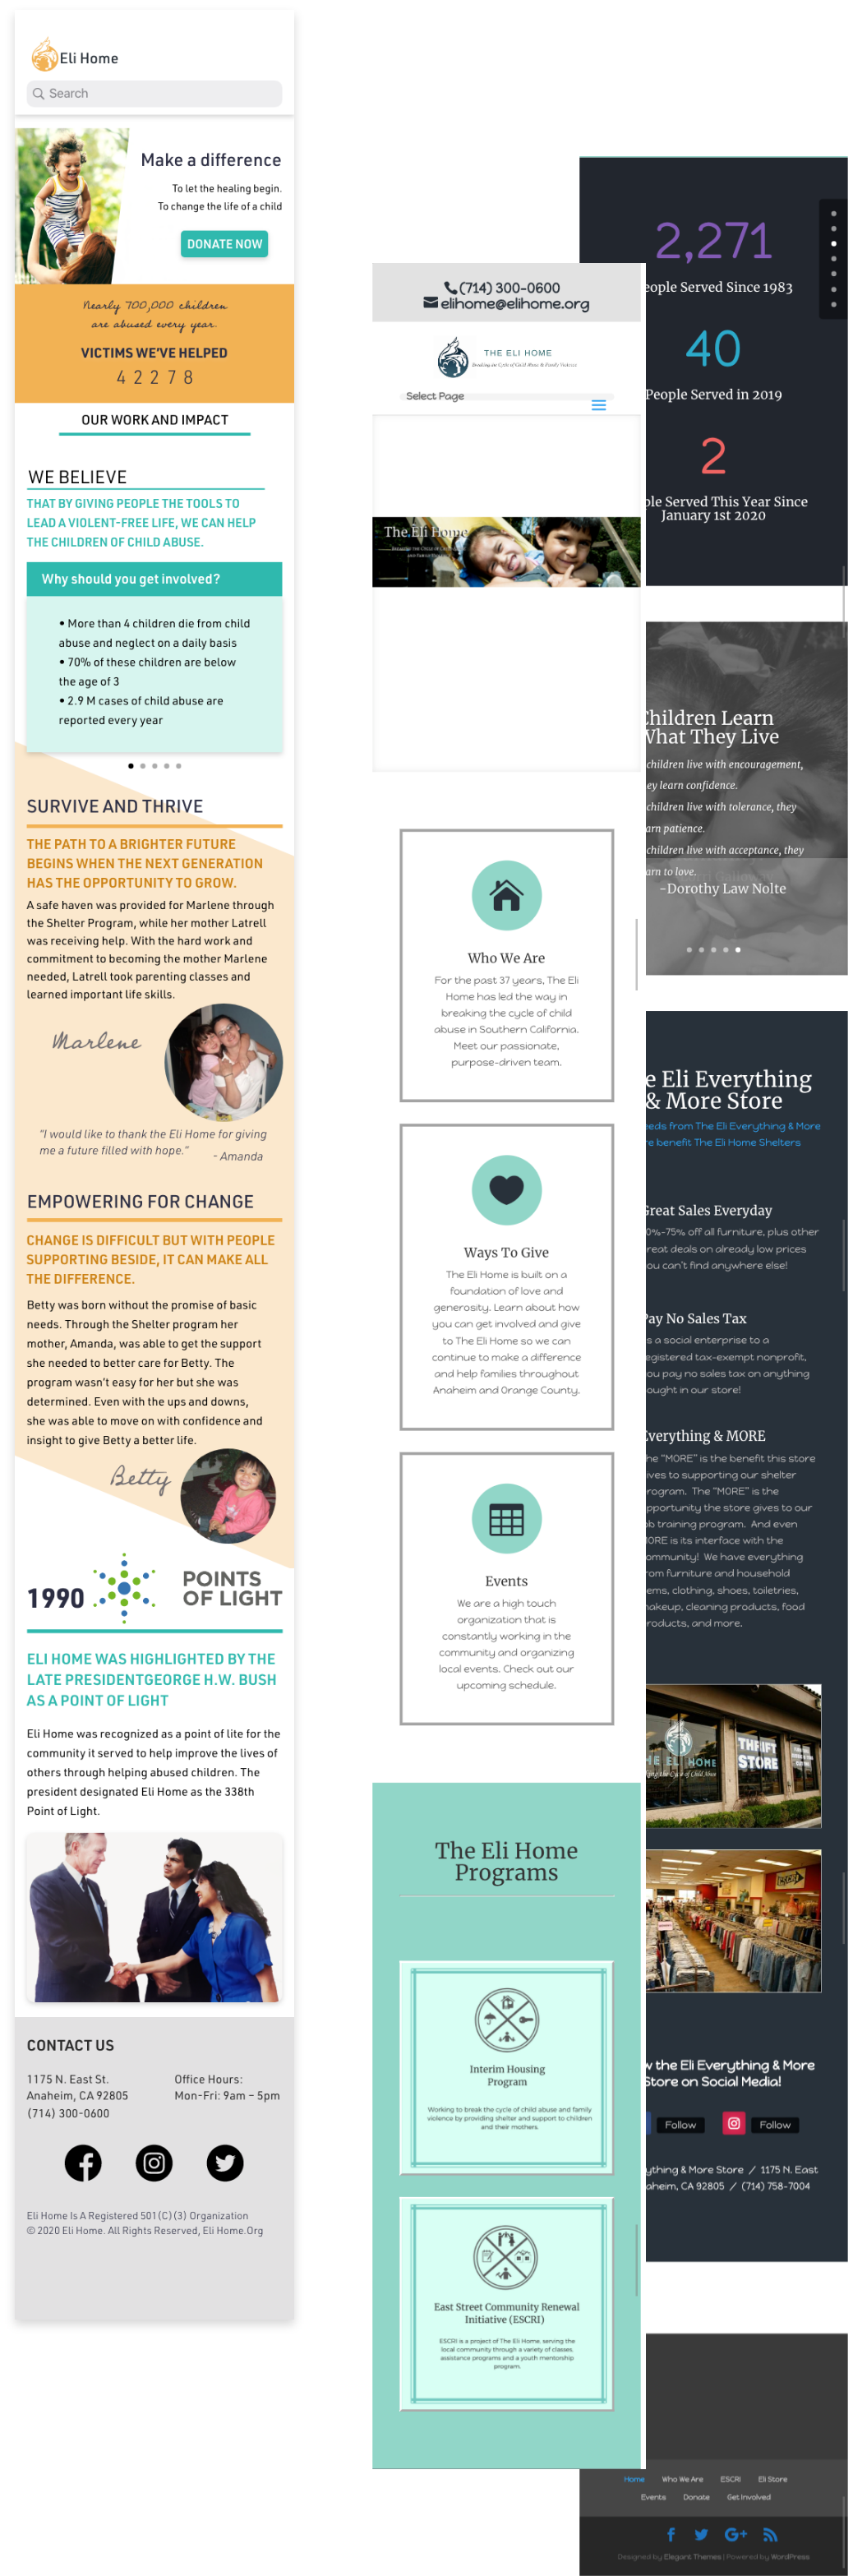 Eli Home
Search
Make a difference
To let the healing begin.
To change the life of a child
DONATE NOW
Nearly 700,000 children
are abused every year.
VICTIMS WE'VE HELPED
4 2 2 7 8
OUR WORK AND IMPACT
WE BELIEVE
THAT BY GIVING PEOPLE THE TOOLS TO
LEAD A VIOLENT-FREE LIFE, WE CAN HELP
THE CHILDREN OF CHILD ABUSE.
Why should you get involved?
• More than 4 children die from child
abuse and neglect on a daily basis
• 70% of these children are below
the age of 3
• 2.9 M cases of child abuse are
reported every year
SURVIVE AND THRIVE
THE PATH TO A BRIGHTER FUTURE
BEGINS WHEN THE NEXT GENERATION
HAS THE OPPORTUNITY TO GROW.
A safe haven was provided for Marlene through
the Shelter Program, while her mother Latrell
was receiving help. With the hard work and
commitment to becoming the mother Marlene
needed, Latrell took parenting classes and
learned important life skills.
Marlene
"I would like to thank the Eli Home for giving
me a future filled with hope."
- Amanda
EMPOWERING FOR CHANGE
CHANGE IS DIFFICULT BUT WITH PEOPLE
SUPPORTING BESIDE, IT CAN MAKE ALL
THE DIFFERENCE.
Betty was born without the promise of basic
needs. Through the Shelter program her
mother, Amanda, was able to get the support
she needed to better care for Betty. The
program wasn't easy for her but she was
determined. Even with the ups and downs,
she was able to move on with confidence and
insight to give Betty a better life.
Betty
1990
POINTS
OF LIGHT
ELI HOME WAS HIGHLIGHTED BY THE
LATE PRESIDENTGEORGE H.W. BUSH
AS A POINT OF LIGHT
Eli Home was recognized as a point of lite for the
community it served to help improve the lives of
others through helping abused children. The
president designated Eli Home as the 338th
Point of Light.
CONTACT US
1175 N. East St.
Anaheim, CA 92805
(714) 300-0600
Office Hours:
Mon-Fri: 9am - 5pm
Eli Home Is A Registered 501(C)(3) Organization
© 2020 Eli Home. All Rights Reserved, Eli Home.Org
(714) 300-0600
elihome@elihome.org
THE ELI HOME
Breaking the Cycle of Child Abuse & Family Violence
Select Page
The Eli Home
Who We Are
For the past 37 years, The Eli
Home has led the way in
breaking the cycle of child
abuse in Southern California.
Meet our passionate,
purpose-driven team.
Ways To Give
The Eli Home is built on a
foundation of love and
generosity. Learn about how
you can get involved and give
to The Eli Home so we can
continue to make a difference
and help families throughout
Anaheim and Orange County.
Events
We are a high touch
organization that is
constantly working in the
community and organizing
local events. Check out our
upcoming schedule.
The Eli Home
Programs
Interim Housing
Program
Working to break the cycle of child abuse and family
violence by providing shelter and support to children
and their mothers.
East Street Community Renewal
Initiative (ESCRI)
ESCRI is a project of The Eli Home, serving the
local community through a variety of classes,
assistance programs and a youth mentorship
program.
2,271
eople Served Since 1983
40
People Served in 2019
2
ple Served This Year Since
January 1st 2020
Children Learn
What They Live
children live with encouragement,
ey learn confidence.
children live with tolerance, they
arn patience.
children live with acceptance, they
arn to love.
-Dorothy Law Nolte
e Eli Everything
& More Store
eeds from The Eli Everything & More
re benefit The Eli Home Shelters
Great Sales Everyday
0%-75% off all furniture, plus other
reat deals on already low prices
ou can't find anywhere else!
Pay No Sales Tax
s a social enterprise to a
egistered tax-exempt nonprofit,
ou pay no sales tax on anything
ought in our store!
Everything & MORE
he "MORE" is the benefit this store
ives to supporting our shelter
rogram. The "MORE" is the
pportunity the store gives to our
ob training program. And even
MORE is its interface with the
ommunity! We have everything
rom furniture and household
ems, clothing, shoes, toiletries,
makeup, cleaning products, food
roducts, and more.
HE ELI HOME
THRIFT
STORE
w the Eli Everything & More
Store on Social Media!
Follow
Follow
ything & More Store / 1175 N. East
aheim, CA 92805 / (714) 758-7004
Home Who We Are ESCRI Eli Store
Events Donate Get Involved
Designed by Elegant Themes | Powered by WordPress